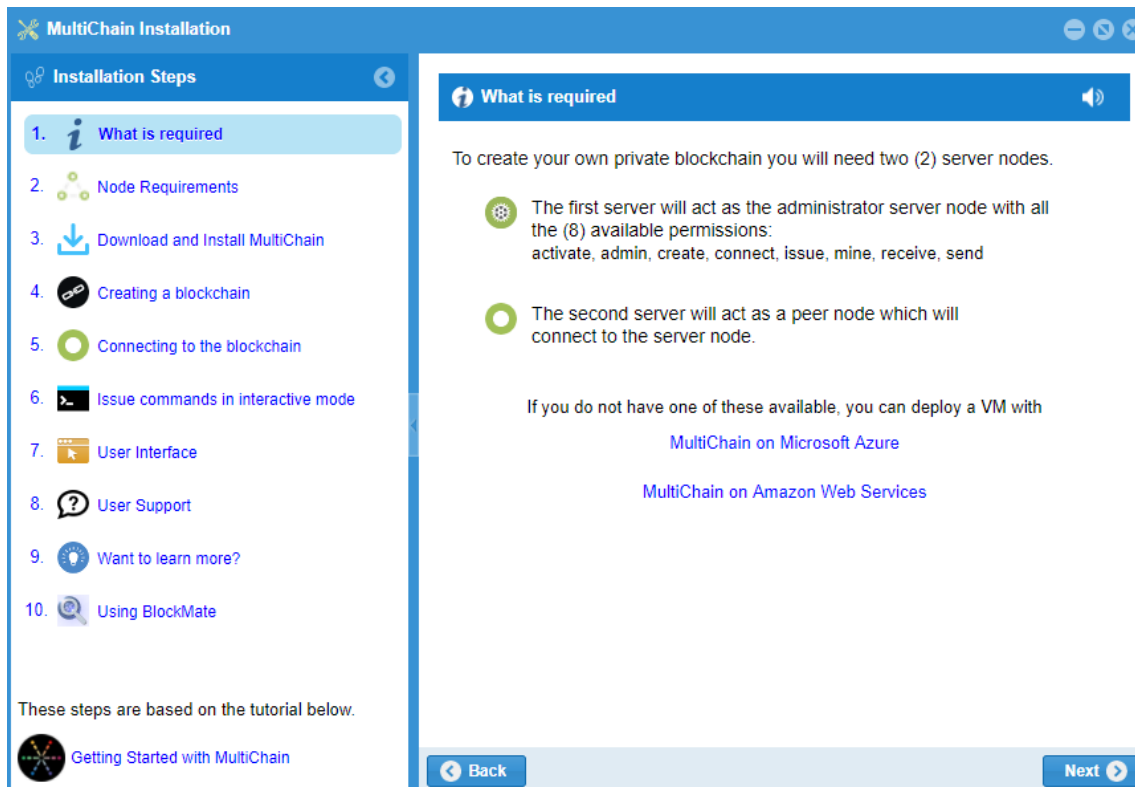 MultiChain Installation
Installation Steps
1. What is required
2. Node Requirements
3. Download and Install MultiChain
4. Creating a blockchain
5. Connecting to the blockchain
6. Issue commands in interactive mode
7. User Interface
8. User Support
9. Want to learn more?
10. Using BlockMate
These steps are based on the tutorial below.
Getting Started with MultiChain
What is required
To create your own private blockchain you will need two (2) server nodes.
The first server will act as the administrator server node with all
the (8) available permissions:
activate, admin, create, connect, issue, mine, receive, send
The second server will act as a peer node which will
connect to the server node.
If you do not have one of these available, you can deploy a VM with
MultiChain on Microsoft Azure
MultiChain on Amazon Web Services
Back
Next